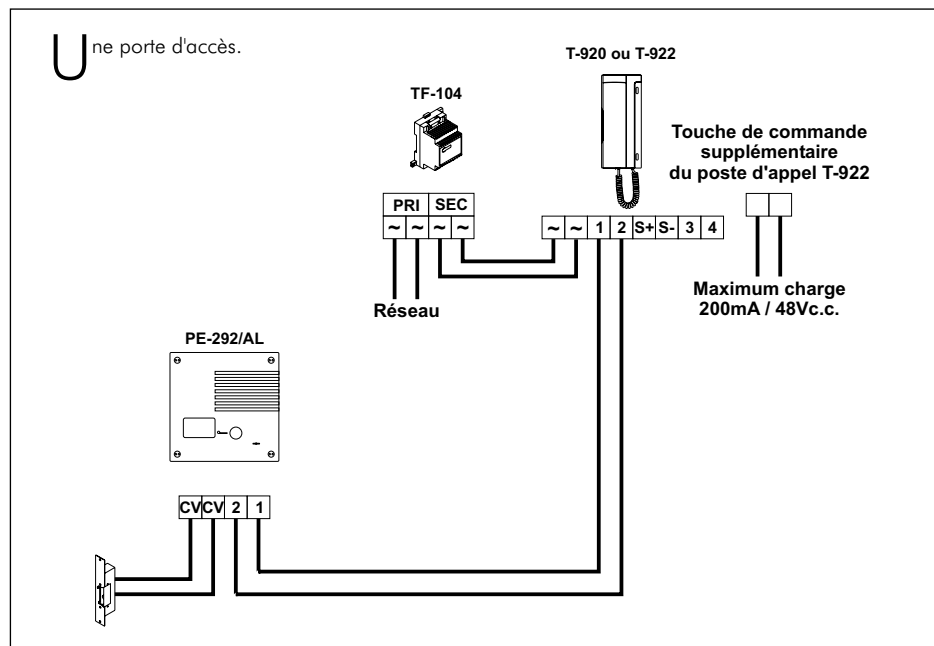 Une porte d'accès.
T-920 ou T-922
TF-104
Touche de commande
supplémentaire
du poste d'appel T-922
PRI SEC
~ ~ ~ ~
~ ~ 1 2 S+ S- 3 4
Réseau
Maximum charge
200mA / 48Vc.c.
PE-292/AL
CV CV 2 1